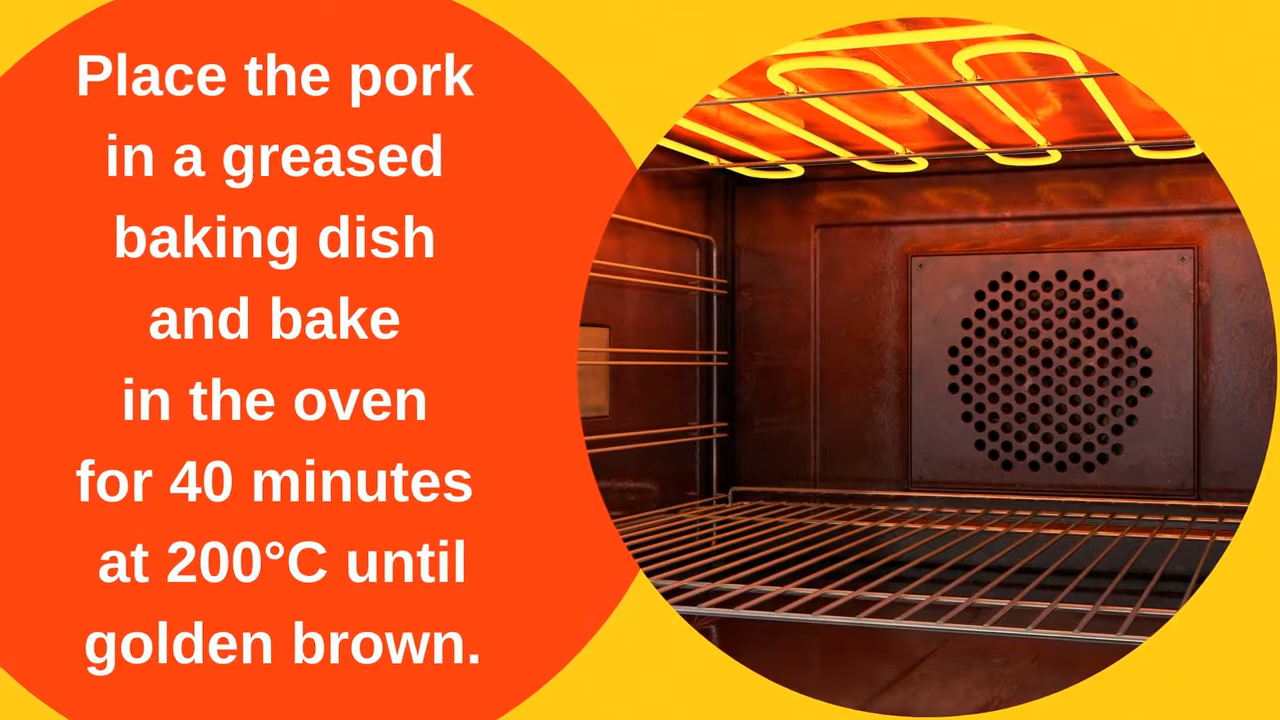 Place the pork
in a greased
baking dish
and bake
in the oven
for 40 minutes
at 200°C until
golden brown.